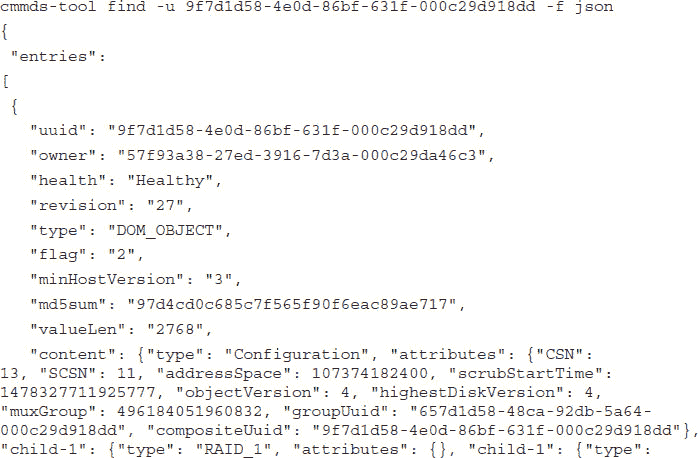 cmmds-tool find -u 9f7d1d58-4e0d-86bf-631f-000c29d918dd -f json
{
"entries":
[
{
"uuid": "9f7d1d58-4e0d-86bf-631f-000c29d918dd",
"owner": "57f93a38-27ed-3916-7d3a-000c29da46c3",
"health": "Healthy",
"revision": "27",
"type": "DOM_OBJECT",
"flag": "2",
"minHostVersion": "3",
"md5sum": "97d4cd0c685c7f565f90f6eac89ae717",
"valueLen": "2768",
"content": {"type": "Configuration", "attributes": {"CSN":
13, "SCSN": 11, "addressSpace": 107374182400, "scrubStartTime":
1478327711925777, "objectVersion": 4, "highestDiskVersion": 4,
"muxGroup": 496184051960832, "groupUuid": "657d1d58-48ca-92db-5a64-
000c29d918dd", "compositeUuid": "9f7d1d58-4e0d-86bf-631f-000c29d918dd"},
"child-1": {"type": "RAID_1", "attributes": {}, "child-1": {"type":